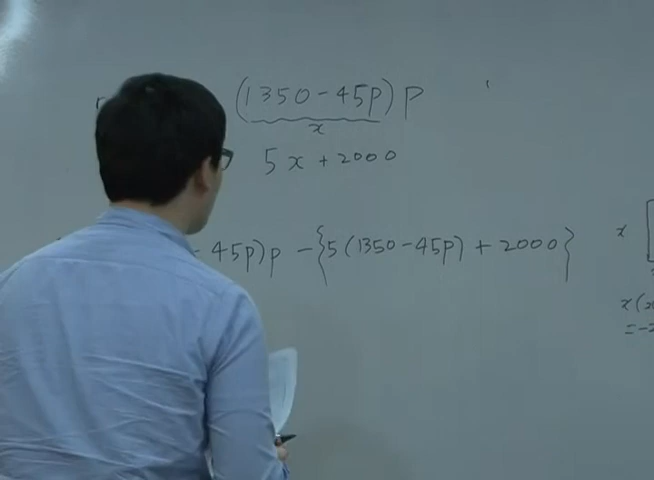 (1350-45p)p
x
5x+2000
-45p)p-{5(1350-45p)+2000}
x
x(
=-